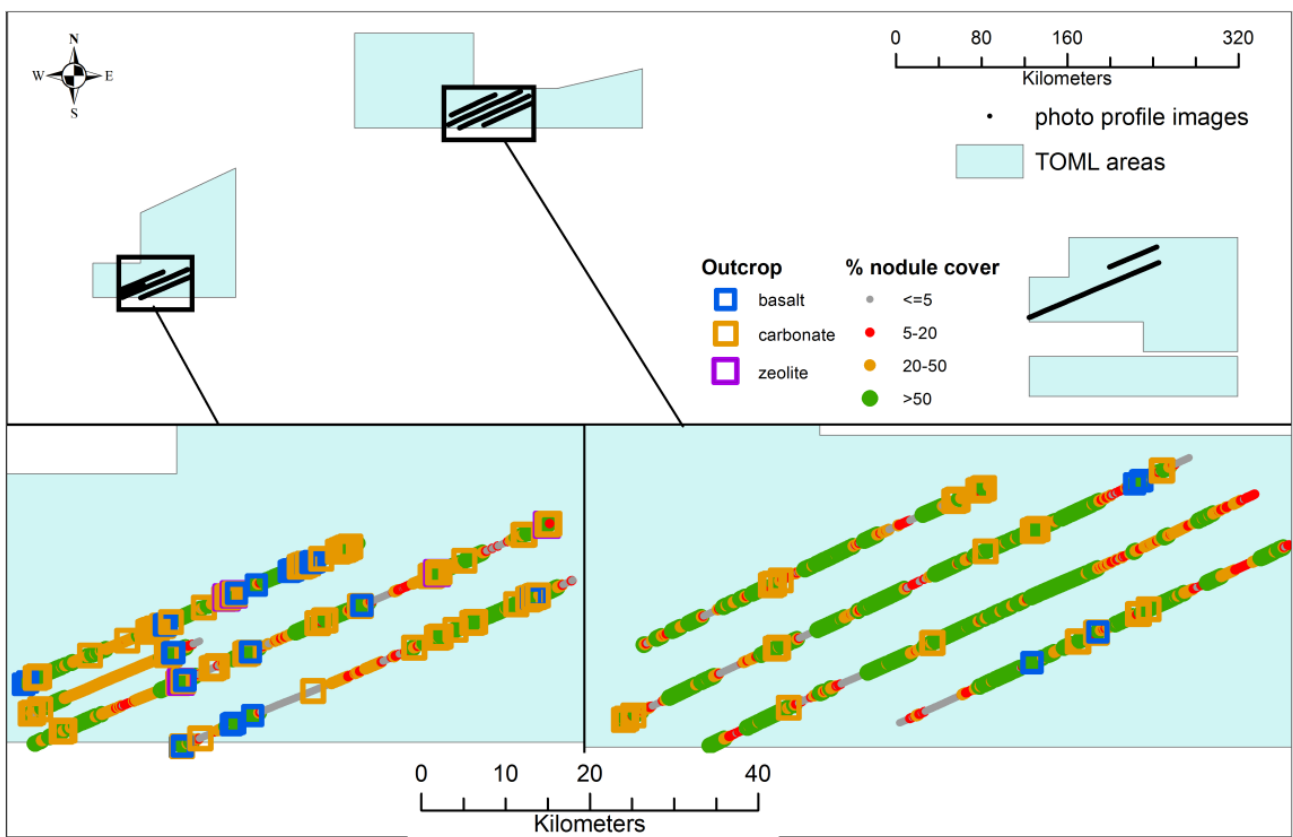 N
W E
S
0 80 160 320
Kilometers
photo profile images
TOML areas
Outcrop % nodule cover
basalt <=5
carbonate 5-20
zeolite 20-50
>50
0 10 20 40
Kilometers